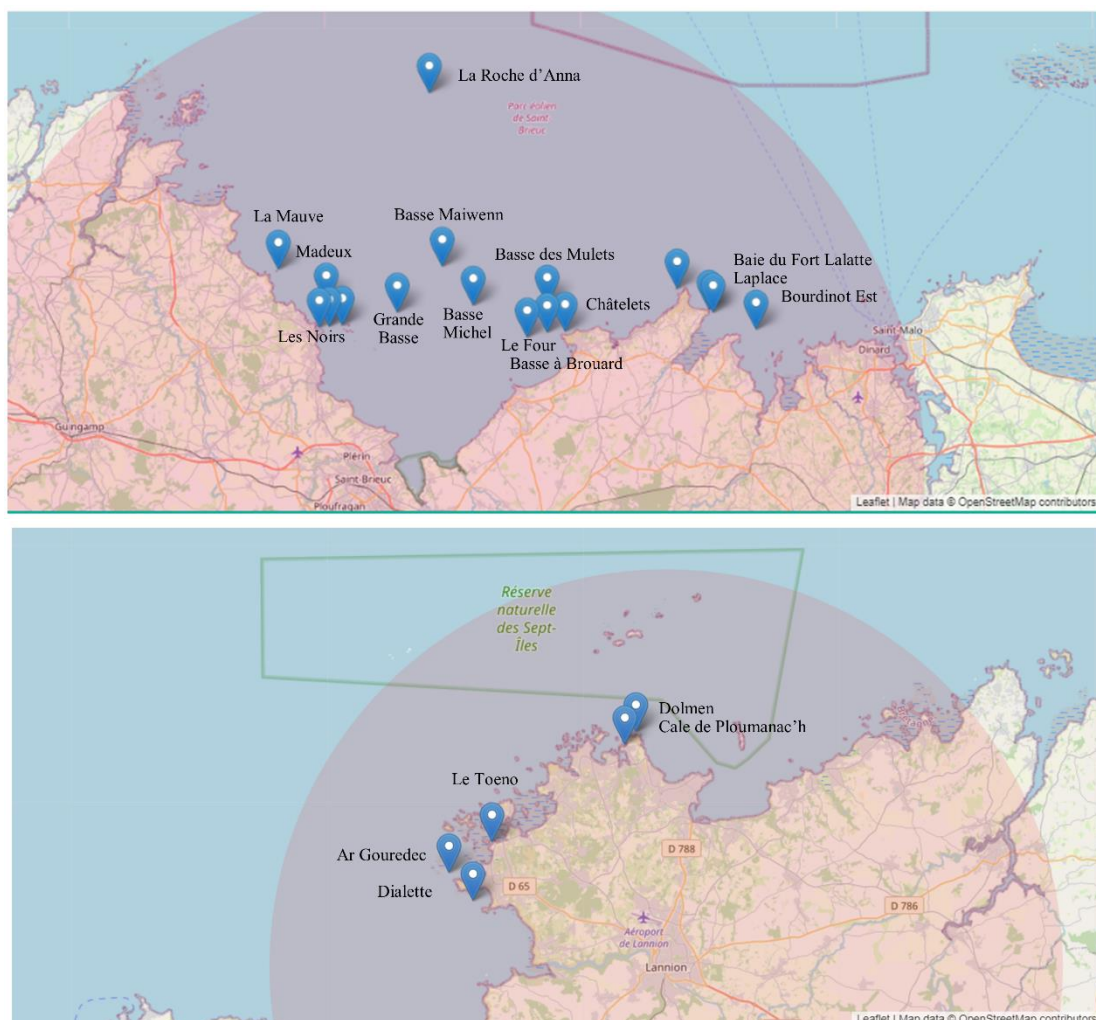 La Roche d’Anna
Parc éolien
de Saint
Brieuc
La Mauve
Basse Maiwenn
Madeux
Basse des Mulets
Baie du Fort Lalatte
Laplace
Bourdinot Est
Châtelets
Grande
Basse
Basse
Michel
Les Noirs
Le Four
Basse à Brouard
Saint-Malo
Dinard
Guingamp
Plérin
Saint-Brieuc
Ploufragan
Leaflet | Map data © OpenStreetMap contributors
Réserve
naturelle
des Sept-
Îles
Dolmen
Cale de Ploumanac’h
Le Toeno
Ar Gouredec
Dialette
D 788
D 65
D 786
Aéroport
de Lannion
Lannion
Leaflet | Map data © OpenStreetMap contributors